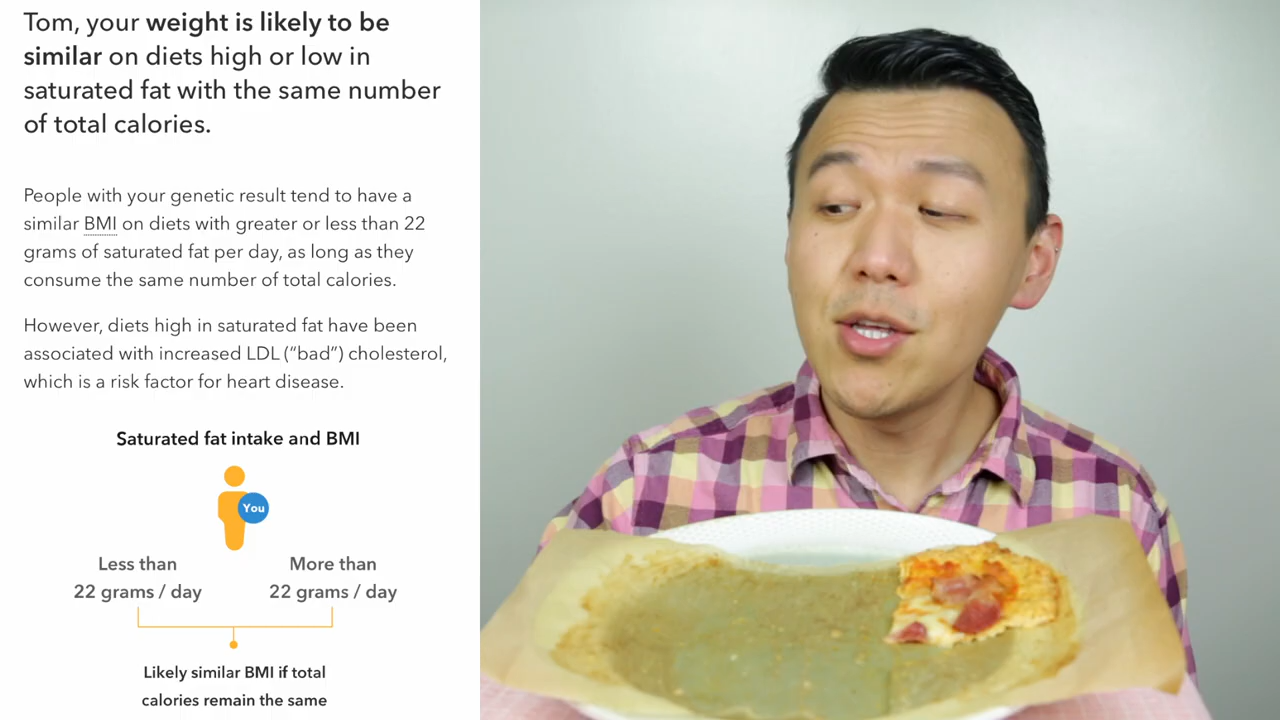 Tom, your weight is likely to be
similar on diets high or low in
saturated fat with the same number
of total calories.
People with your genetic result tend to have a
similar BMI on diets with greater or less than 22
grams of saturated fat per day, as long as they
consume the same number of total calories.
However, diets high in saturated fat have been
associated with increased LDL (“bad”) cholesterol,
which is a risk factor for heart disease.
Saturated fat intake and BMI
You
Less than
22 grams / day
More than
22 grams / day
Likely similar BMI if total
calories remain the same